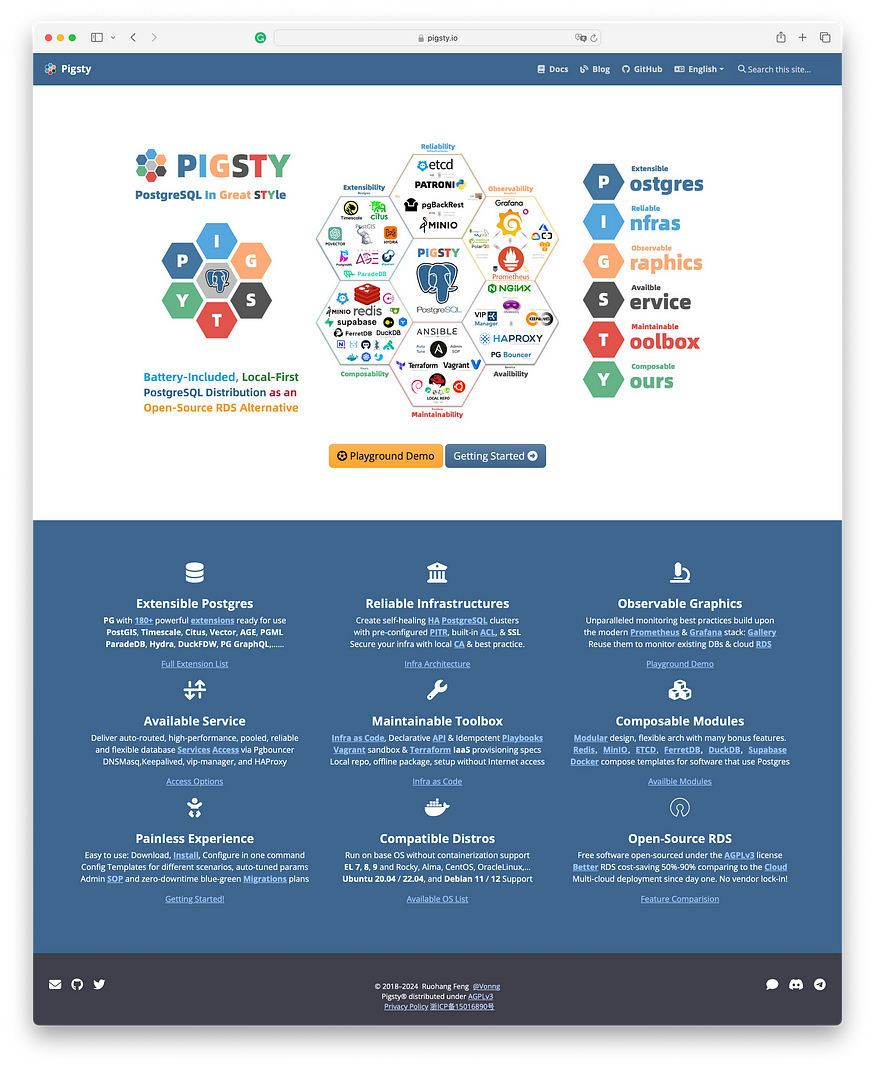 pigsty.io
Pigsty
Docs
Blog
GitHub
English
Search this site...
PIGSTY
PostgreSQL In Great STYle
P
I
G
S
T
Y
Battery-Included, Local-First
PostgreSQL Distribution as an
Open-Source RDS Alternative
Reliability
etcd
PATRONI
pgBackRest
MINIO
Extensibility
Postgres
Timescale
citus
PostGIS
PGVECTOR
HYDRA
PostgresML
AGE
ParadeDB
Observability
Grafana
Prometheus
PIGSTY
PostgreSQL
MINIO
redis
supabase
FerretDB
DuckDB
Composability
NGINX
VIP
Manager
KEEPALIVED
HAPROXY
PG Bouncer
Service
Availbility
ANSIBLE
Auto
Tune
Admin
SOP
Terraform
Vagrant
LOCAL REPO
Toolbox
Maintainability
P
Extensible
ostgres
I
Reliable
nfras
G
Observable
raphics
S
Availble
ervice
T
Maintainable
oolbox
Y
Composable
ours
Playground Demo
Getting Started
Extensible Postgres
PG with 180+ powerful extensions ready for use
PostGIS, Timescale, Citus, Vector, AGE, PGML
ParadeDB, Hydra, DuckFDW, PG GraphQL,......
Full Extension List
Reliable Infrastructures
Create self-healing HA PostgreSQL clusters
with pre-configured PITR, built-in ACL, & SSL
Secure your infra with local CA & best practice.
Infra Architecture
Observable Graphics
Unparalleled monitoring best practices build upon
the modern Prometheus & Grafana stack: Gallery
Reuse them to monitor existing DBs & cloud RDS
Playground Demo
Available Service
Deliver auto-routed, high-performance, pooled, reliable
and flexible database Services Access via Pgbouncer
DNSMasq,Keepalived, vip-manager, and HAProxy
Access Options
Maintainable Toolbox
Infra as Code, Declarative API & Idempotent Playbooks
Vagrant sandbox & Terraform IaaS provisioning specs
Local repo, offline package, setup without Internet access
Infra as Code
Composable Modules
Modular design, flexible arch with many bonus features.
Redis, MinIO, ETCD, FerretDB, DuckDB, Supabase
Docker compose templates for software that use Postgres
Availble Modules
Painless Experience
Easy to use: Download, Install, Configure in one command
Config Templates for different scenarios, auto-tuned params
Admin SOP and zero-downtime blue-green Migrations plans
Getting Started!
Compatible Distros
Run on base OS without containerization support
EL 7, 8, 9 and Rocky, Alma, CentOS, OracleLinux,...
Ubuntu 20.04 / 22.04, and Debian 11 / 12 Support
Available OS List
Open-Source RDS
Free software open-sourced under the AGPLv3 license
Better RDS cost-saving 50%-90% comparing to the Cloud
Multi-cloud deployment since day one. No vendor lock-in!
Feature Comparision
© 2018–2024 Ruohang Feng @Vonng
Pigsty® distributed under AGPLv3
Privacy Policy 浙ICP备15016890号